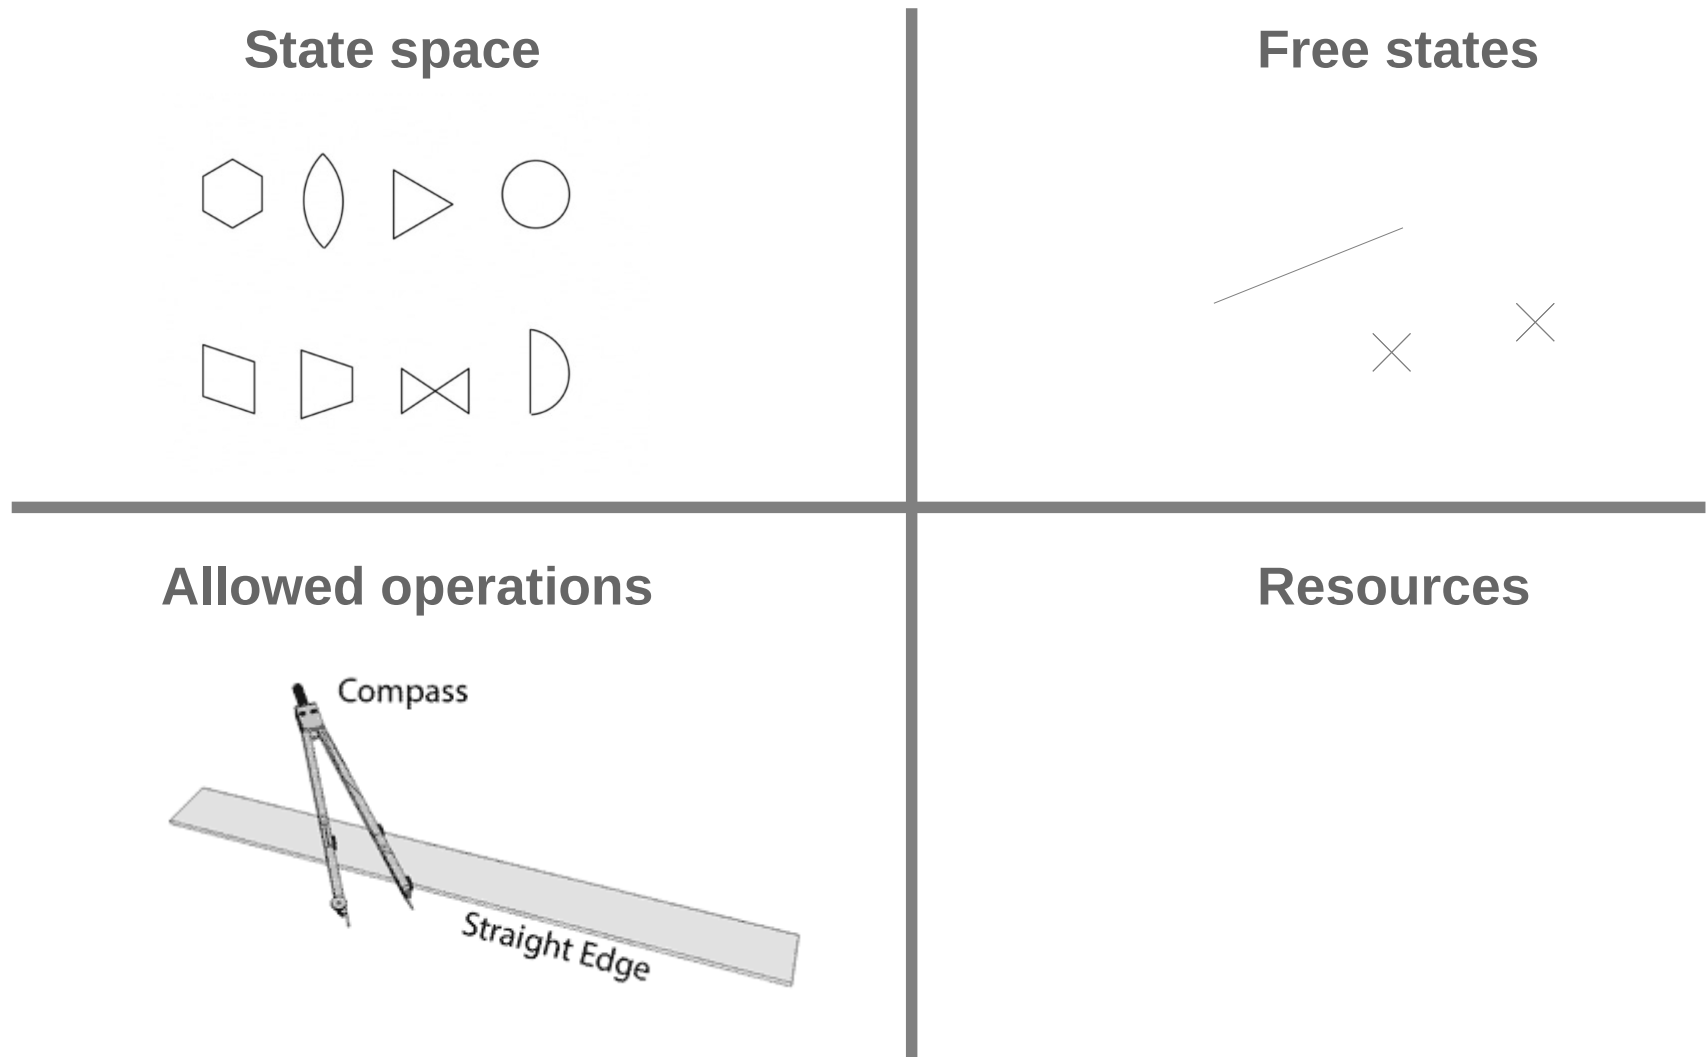 State space
Free states
Allowed operations
Compass
Straight Edge
Resources